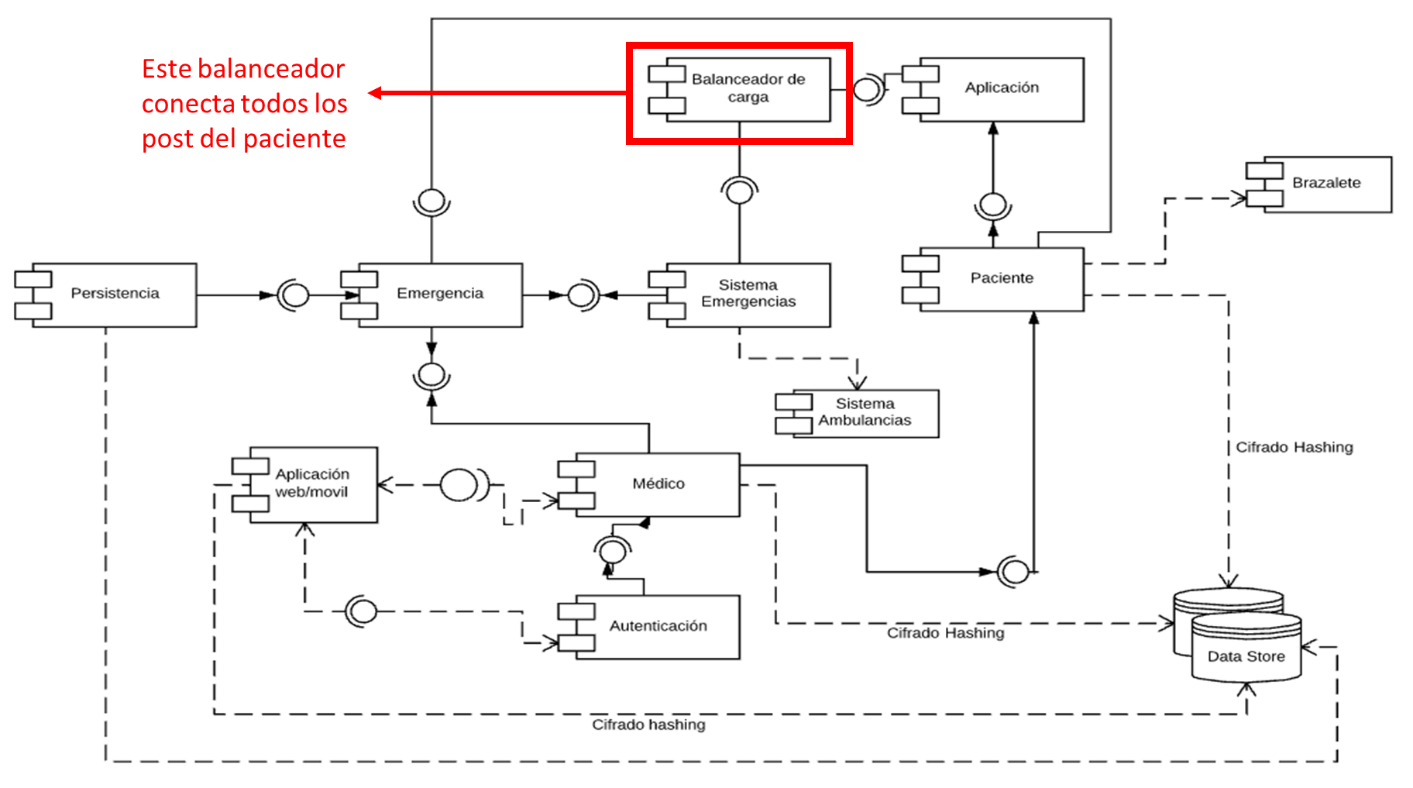 Este balanceador
conecta todos los
post del paciente
Balanceador de
carga
Aplicación
Brazalete
Persistencia
Emergencia
Sistema
Emergencias
Paciente
Sistema
Ambulancias
Cifrado Hashing
Aplicación
web/movil
Médico
Autenticación
Cifrado Hashing
Data Store
Cifrado hashing